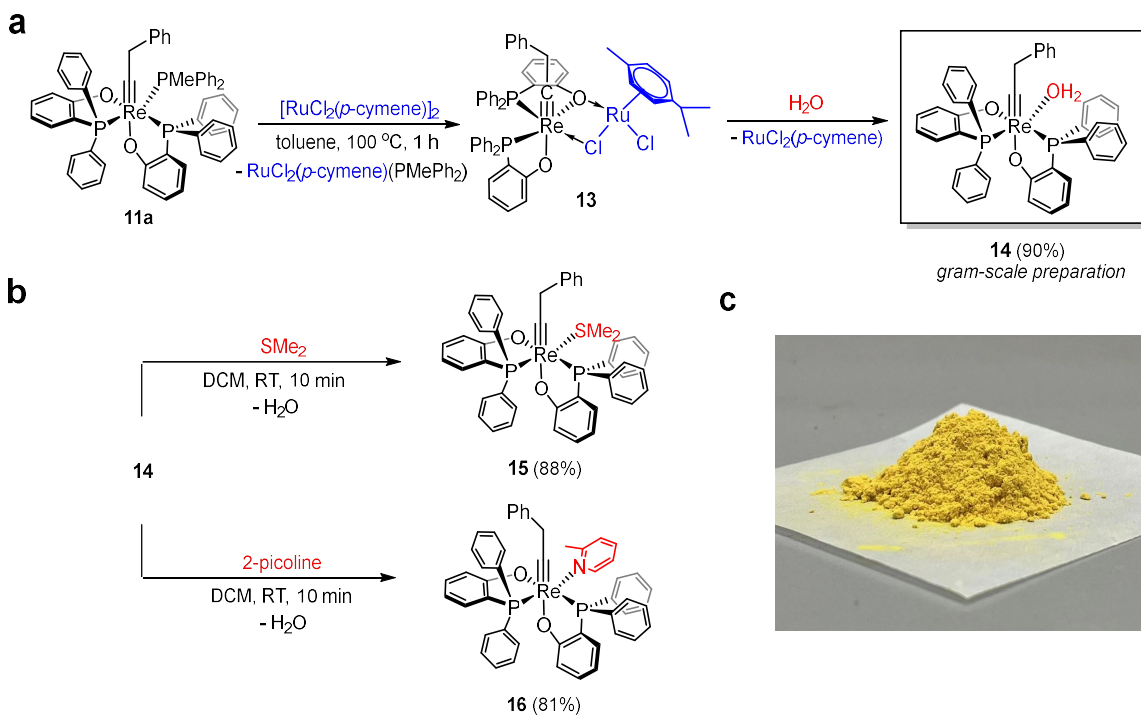 a
Ph
O
Re
PMePh2
P
P
O
11a
[RuCl2(p-cymene)]2
toluene, 100 °C, 1 h
- RuCl2(p-cymene)(PMePh2)
Ph
C
Ph2P
O
Ru
Re
Ph2P
Cl
Cl
O
13
H2O
- RuCl2(p-cymene)
Ph
O
OH2
Re
P
P
O
14 (90%)
gram-scale preparation
b
SMe2
DCM, RT, 10 min
- H2O
Ph
O
SMe2
Re
P
P
O
15 (88%)
14
2-picoline
DCM, RT, 10 min
- H2O
Ph
O
N
Re
P
P
O
16 (81%)
c